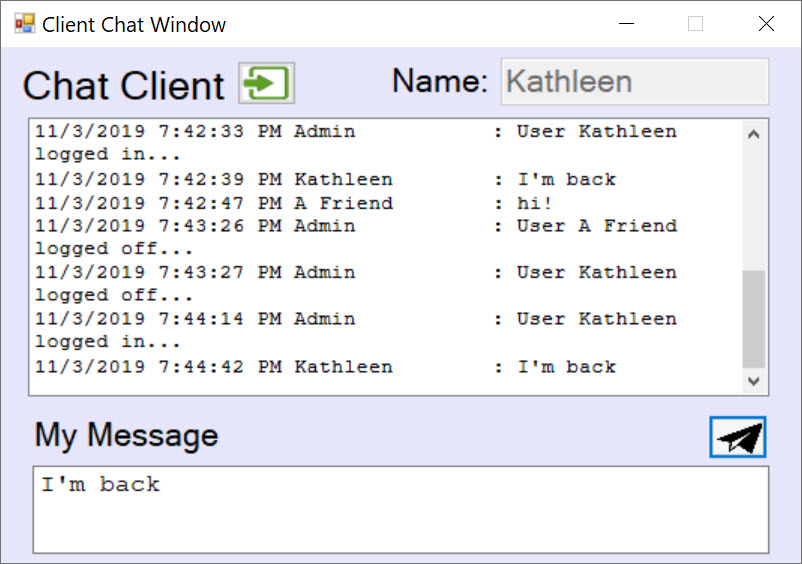 Client Chat Window
Chat Client
Name: Kathleen
11/3/2019 7:42:33 PM Admin : User Kathleen
logged in...
11/3/2019 7:42:39 PM Kathleen : I'm back
11/3/2019 7:42:47 PM A Friend : hi!
11/3/2019 7:43:26 PM Admin : User A Friend
logged off...
11/3/2019 7:43:27 PM Admin : User Kathleen
logged off...
11/3/2019 7:44:14 PM Admin : User Kathleen
logged in...
11/3/2019 7:44:42 PM Kathleen : I'm back
My Message
I'm back